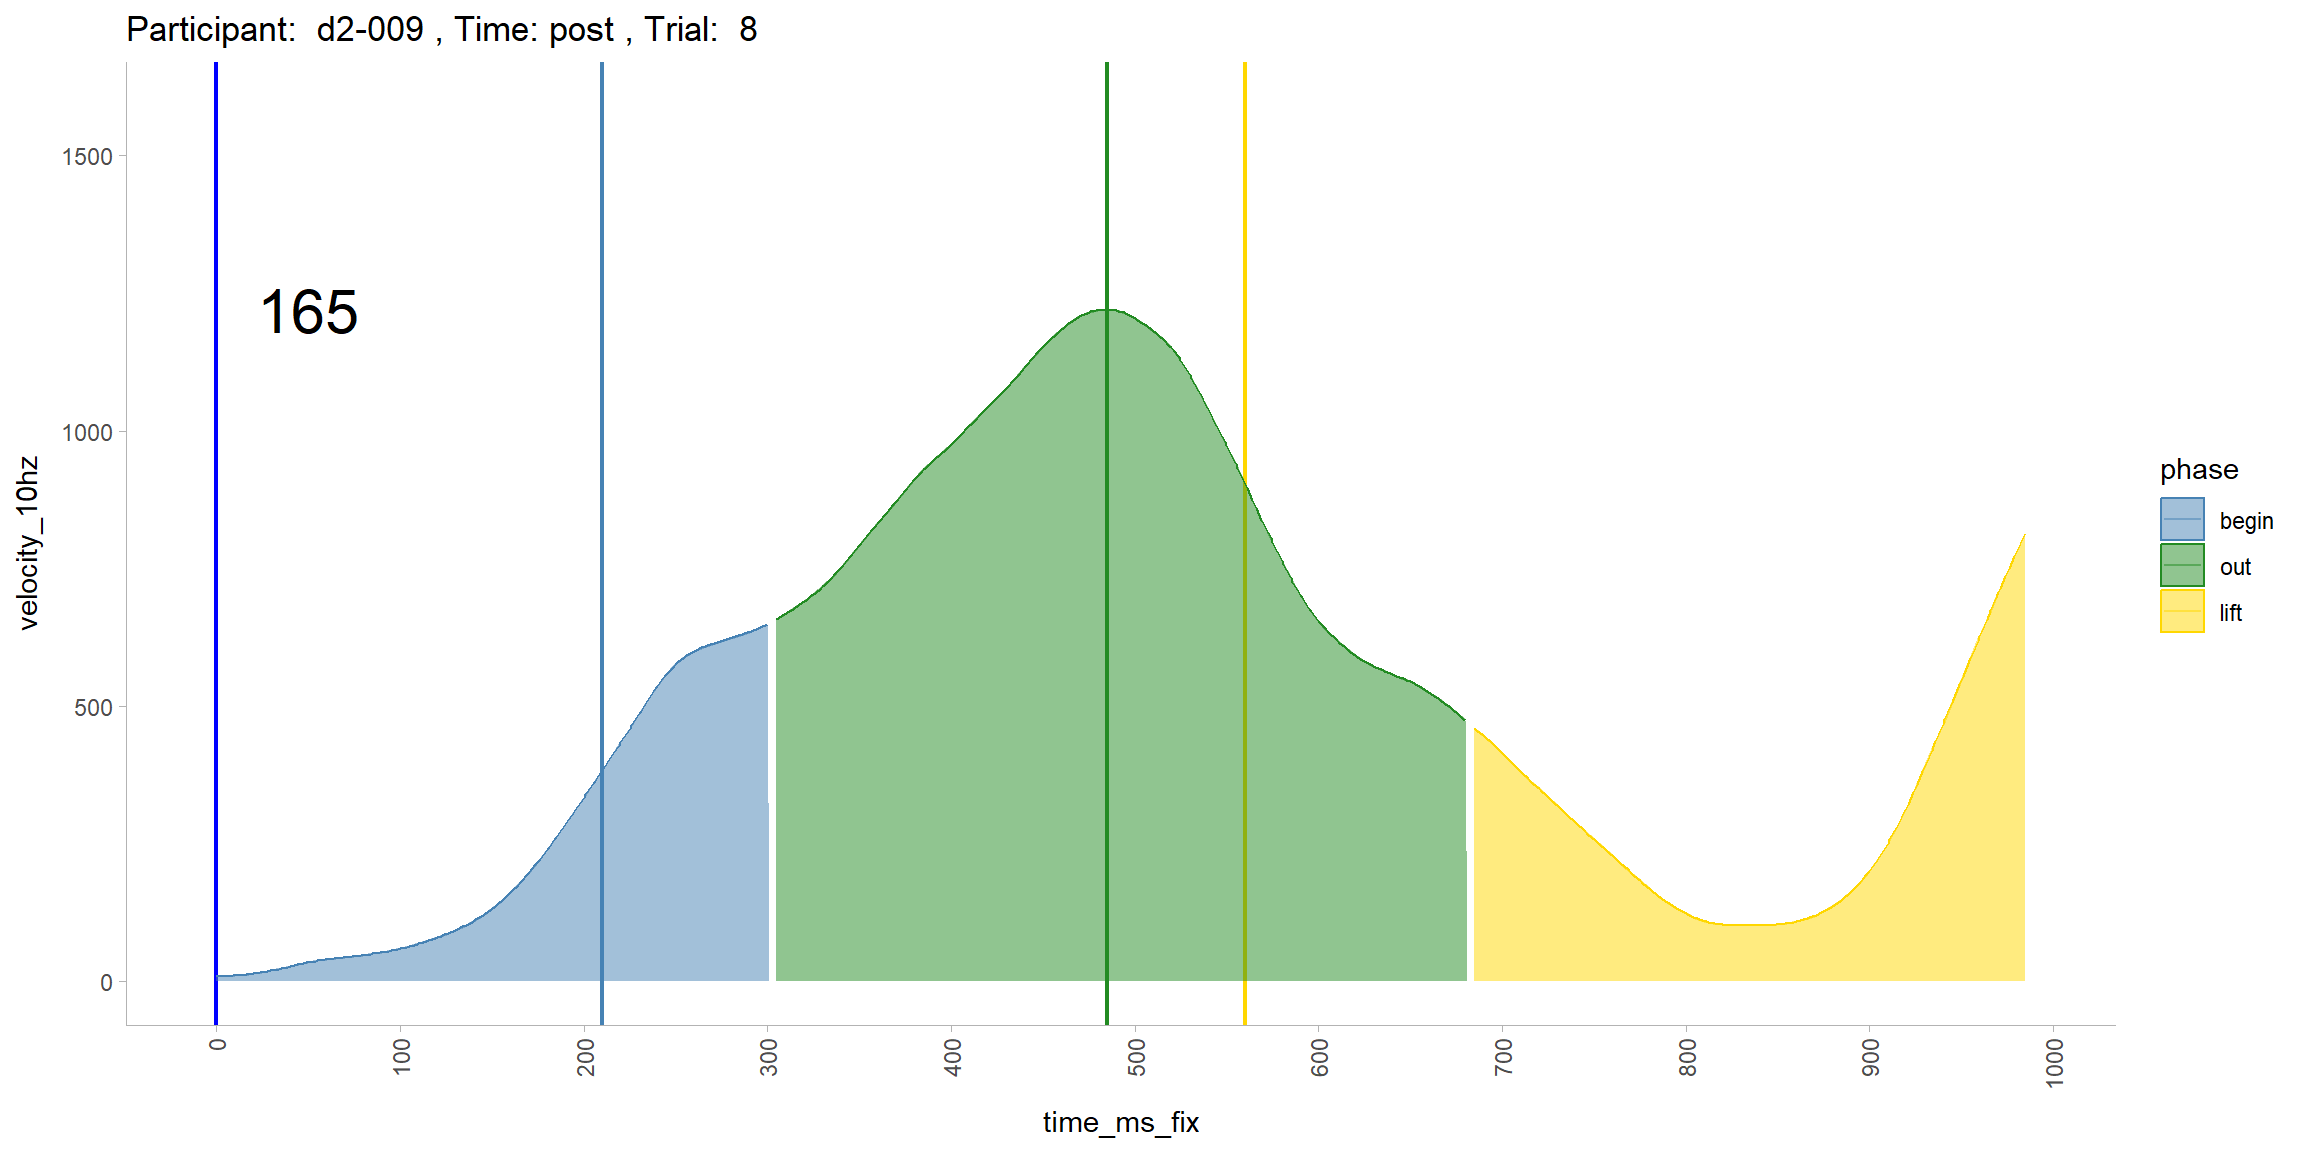 Participant:  d2-009 , Time: post , Trial:  8
1500
1000
500
0
velocity_10hz
165
0
100
200
300
400
500
600
700
800
900
1000
time_ms_fix
phase
begin
out
lift